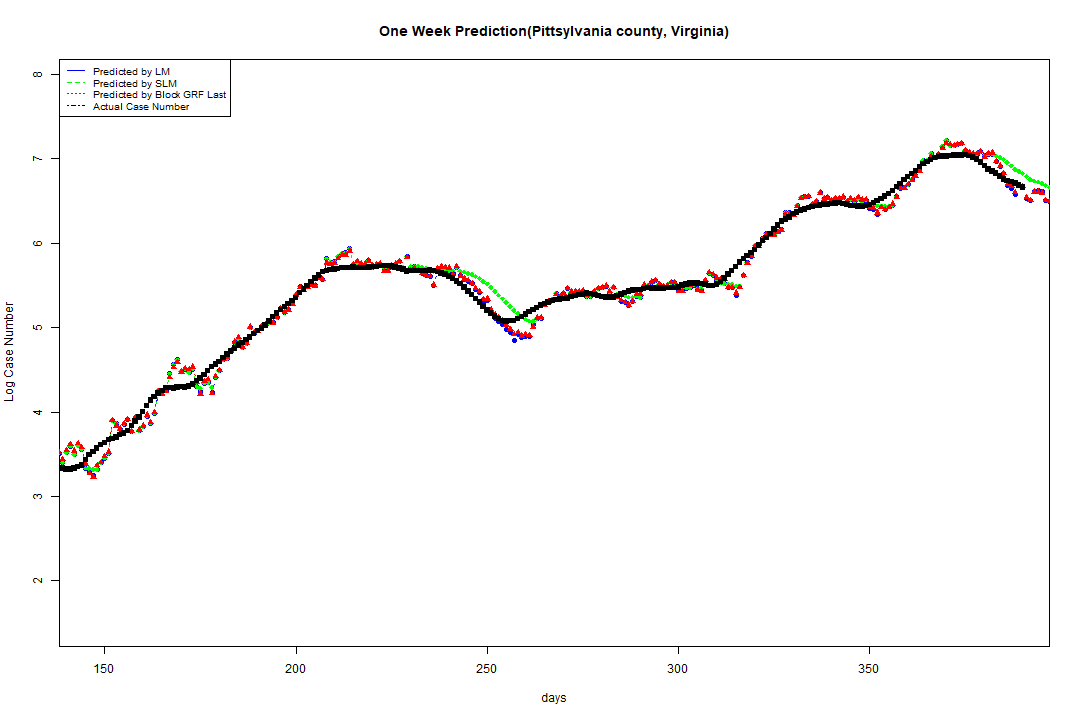 One Week Prediction(Pittsylvania county, Virginia)
Predicted by LM
Predicted by SLM
Predicted by Block GRF Last
Actual Case Number
8
7
6
5
4
3
2
Log Case Number
150 200 250 300 350
days